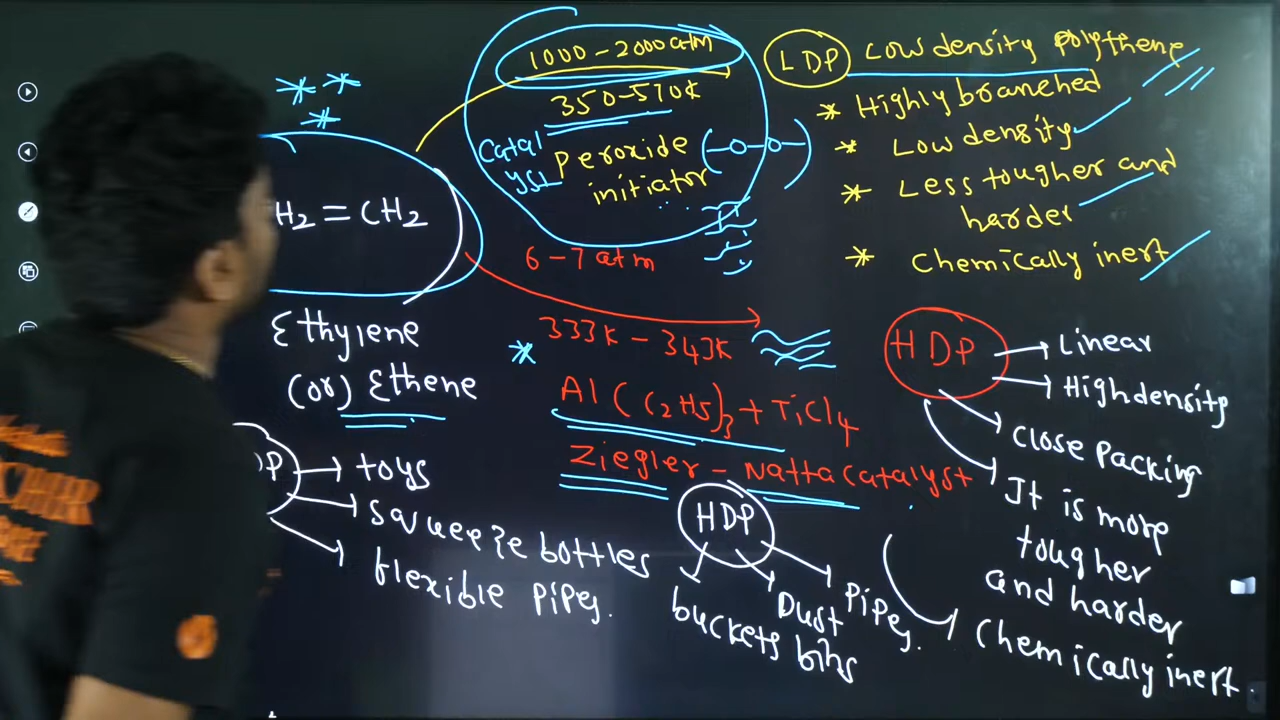 1000 - 2000 atm
350-570K
Catal
yst
peroxide
initiator
(-O-O-)
LDP Low density polythene
* Highly branched
* Low density
* Less tougher and
harder
* Chemically inert
H2 = CH2
Ethylene
(or) Ethene
6-7 atm
333K - 343K
Al(C2H5)3 + TiCl4
Ziegler - Natta Catalyst
HDP
Linear
High density
Close Packing
It is more
tougher
and harder
Chemically inert.
DP
toys
squeeze bottles
flexible pipes.
HDP
buckets
Dust
bins
Pipes.